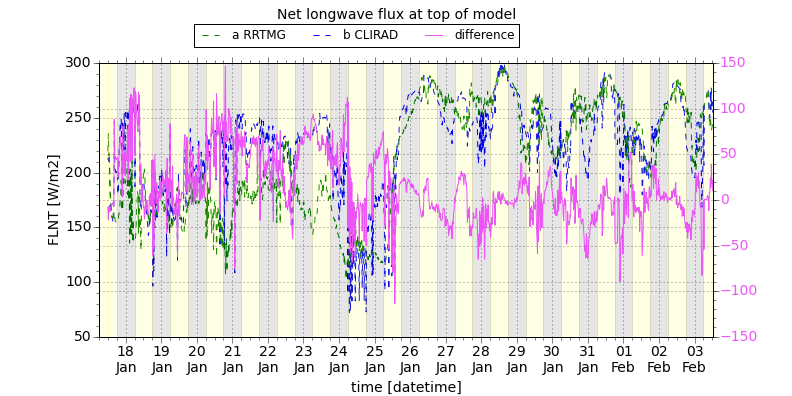 Net longwave flux at top of model
a RRTMG b CLIRAD difference
300 150
250 100
200 50
150 0
100 −50
50 −100
−150
FLNT [W/m2]
18 19 20 21 22 23 24 25 26 27 28 29 30 31 01 02 03
Jan Jan Jan Jan Jan Jan Jan Jan Jan Jan Jan Jan Jan Jan Feb Feb Feb
time [datetime]